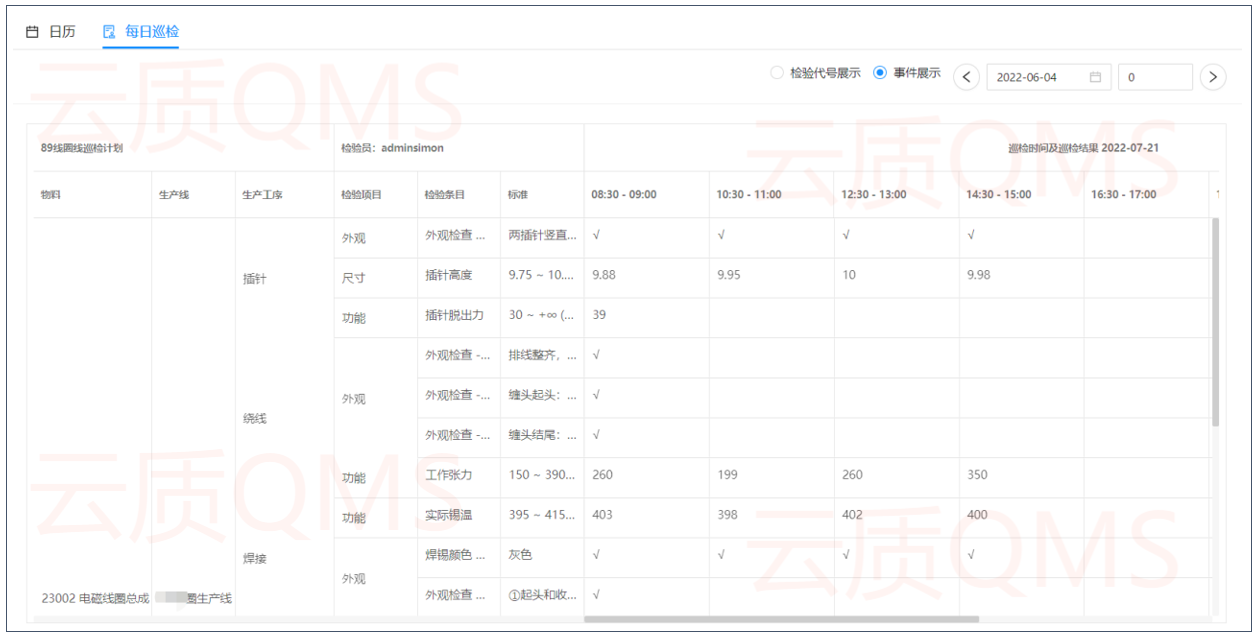 日历 每日巡检
检验代号展示 事件展示 2022-06-04 0
89线圈线巡检计划 检验员：adminsimon 巡检时间及巡检结果 2022-07-21
物料 生产线 生产工序 检验项目 检验条目 标准 08:30 - 09:00 10:30 - 11:00 12:30 - 13:00 14:30 - 15:00 16:30 - 17:00
外观 外观检查 ... 两插针竖直... √ √ √ √
插针 尺寸 插针高度 9.75 ~ 10.... 9.88 9.95 10 9.98
功能 插针脱出力 30 ~ +∞ (... 39
外观检查 -... 排线整齐，... √
外观 外观检查 -... 缠头起头：... √
绕线
外观检查 -... 缠头结尾：... √
功能 工作张力 150 ~ 390... 260 199 260 350
功能 实际锡温 395 ~ 415... 403 398 402 400
焊接 焊锡颜色 ... 灰色 √ √ √ √
外观
23002 电磁线圈总成 圈生产线 外观检查 ... ①起头和收... √
云质QMS
云质QMS
云质QMS
云质QMS